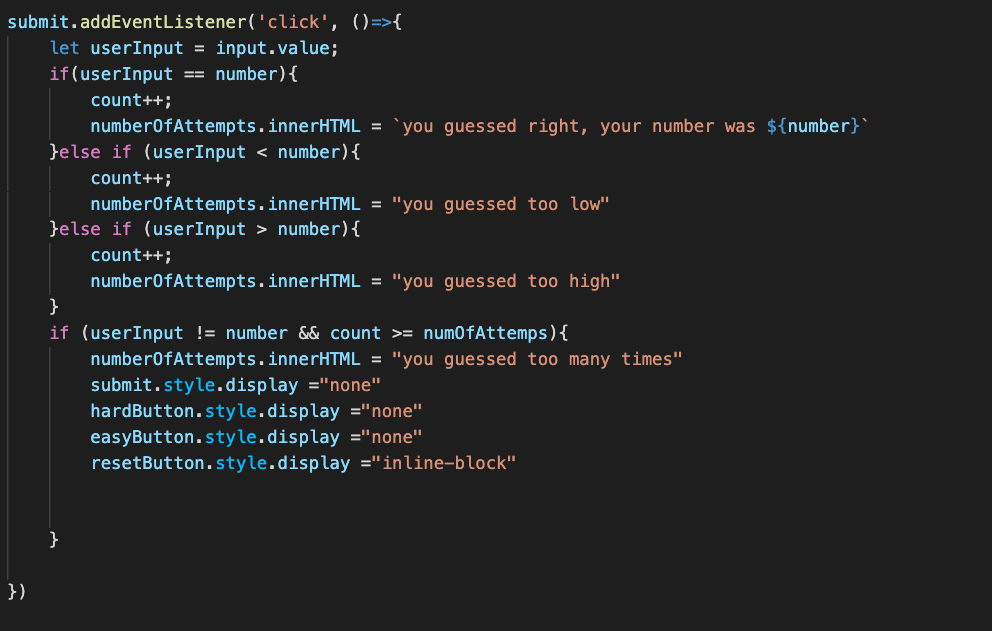 submit.addEventListener('click', ()=>{
    let userInput = input.value;
    if(userInput == number){
        count++;
        numberOfAttempts.innerHTML = `you guessed right, your number was ${number}`
    }else if (userInput < number){
        count++;
        numberOfAttempts.innerHTML = "you guessed too low"
    }else if (userInput > number){
        count++;
        numberOfAttempts.innerHTML = "you guessed too high"
    }
    if (userInput != number && count >= numOfAttemps){
        numberOfAttempts.innerHTML = "you guessed too many times"
        submit.style.display ="none"
        hardButton.style.display ="none"
        easyButton.style.display ="none"
        resetButton.style.display ="inline-block"
    }
})